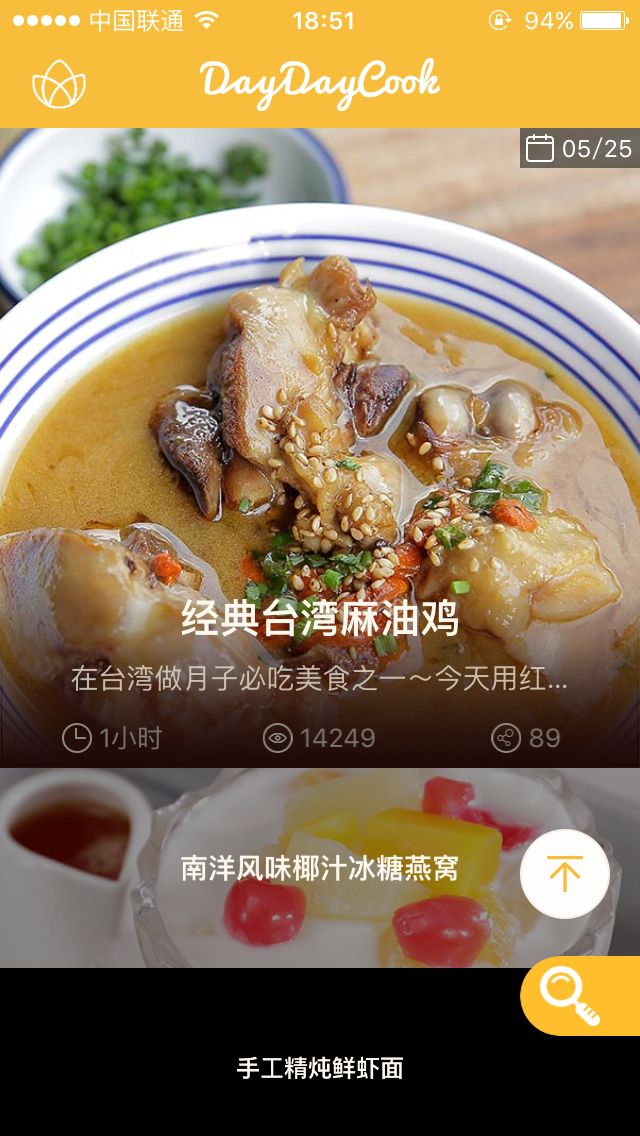 中国联通 18:51 94%
DayDayCook
05/25
经典台湾麻油鸡
在台湾做月子必吃美食之一～今天用红...
1小时 14249 89
南洋风味椰汁冰糖燕窝
手工精炖鲜虾面